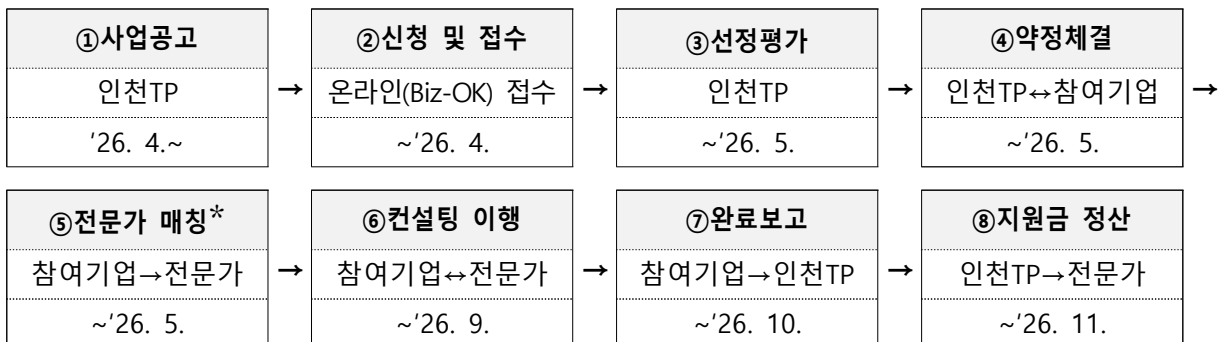 ①사업공고 ②신청 및 접수 ③선정평가 ④약정체결
인천TP → 온라인(Biz-OK) 접수 → 인천TP → 인천TP↔참여기업 →
'26. 4.~ ~'26. 4. ~'26. 5. ~'26. 5.
⑤전문가 매칭* ⑥컨설팅 이행 ⑦완료보고 ⑧지원금 정산
참여기업→전문가 → 참여기업↔전문가 → 참여기업→인천TP → 인천TP→전문가
~'26. 5. ~'26. 9. ~'26. 10. ~'26. 11.